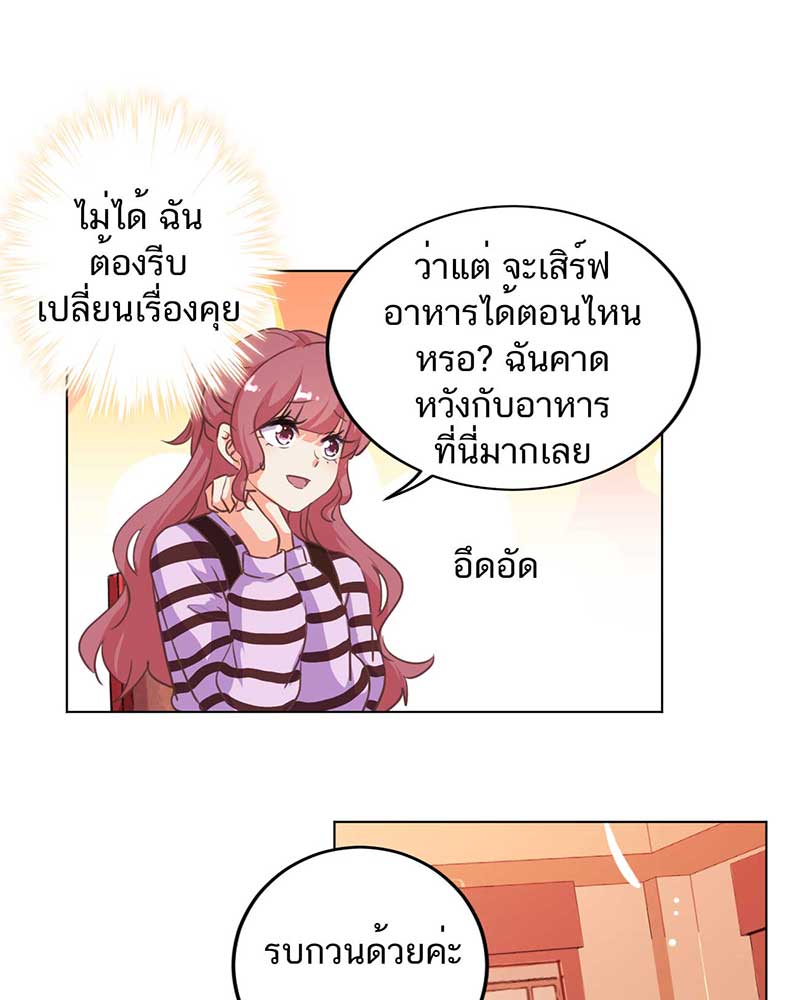 ไม่ได้ ฉัน
ต้องรีบ
เปลี่ยนเรื่องคุย
ว่าแต่ จะเสิร์ฟ
อาหารได้ตอนไหน
หรอ? ฉันคาด
หวังกับอาหาร
ที่นี่มากเลย
อึดอัด
รบกวนด้วยค่ะ